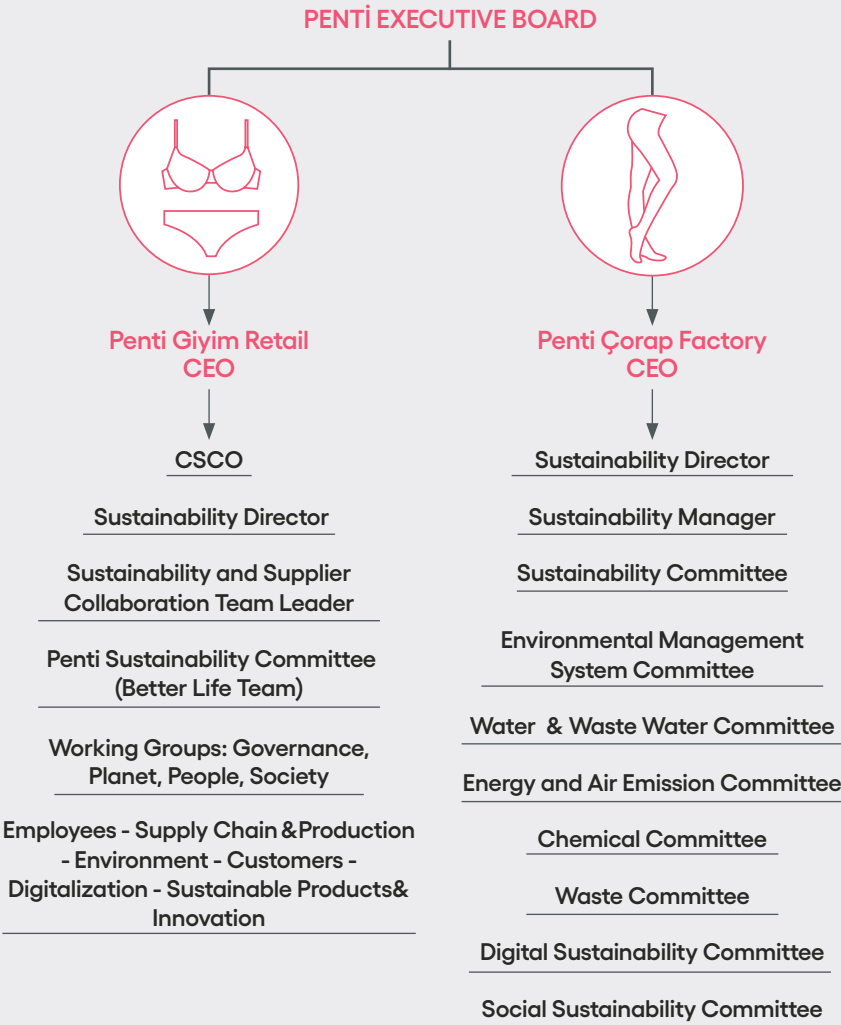 PENTİ EXECUTIVE BOARD
Penti Giyim Retail
CEO
CSCO
Sustainability Director
Sustainability and Supplier
Collaboration Team Leader
Penti Sustainability Committee
(Better Life Team)
Working Groups: Governance,
Planet, People, Society
Employees - Supply Chain &Production
- Environment - Customers -
Digitalization - Sustainable Products&
Innovation
Penti Çorap Factory
CEO
Sustainability Director
Sustainability Manager
Sustainability Committee
Environmental Management
System Committee
Water & Waste Water Committee
Energy and Air Emission Committee
Chemical Committee
Waste Committee
Digital Sustainability Committee
Social Sustainability Committee